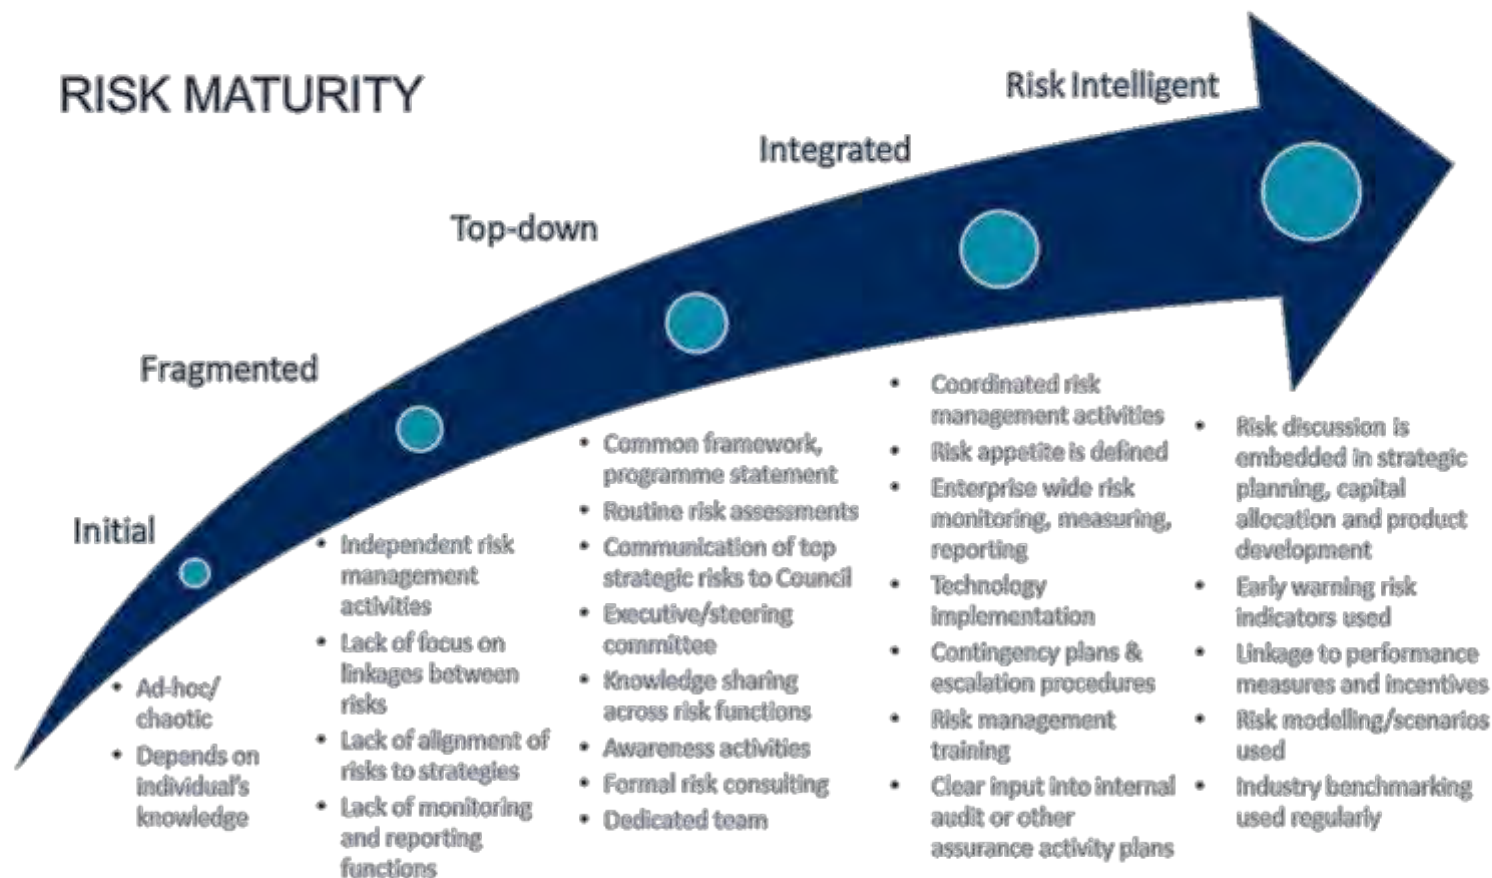 RISK MATURITY
Initial
• Ad-hoc/
chaotic
• Depends on
individual's
knowledge
Fragmented
• Independent risk
management
activities
• Lack of focus on
linkages between
risks
• Lack of alignment of
risks to strategies
• Lack of monitoring
and reporting
functions
Top-down
• Common framework,
programme statement
• Routine risk assessments
• Communication of top
strategic risks to Council
• Executive/steering
committee
• Knowledge sharing
across risk functions
• Awareness activities
• Formal risk consulting
• Dedicated team
Integrated
• Coordinated risk
management activities
• Risk appetite is defined
• Enterprise wide risk
monitoring, measuring,
reporting
• Technology
implementation
• Contingency plans &
escalation procedures
• Risk management
training
• Clear input into internal
audit or other
assurance activity plans
Risk Intelligent
• Risk discussion is
embedded in strategic
planning, capital
allocation and product
development
• Early warning risk
indicators used
• Linkage to performance
measures and incentives
• Risk modelling/scenarios
used
• Industry benchmarking
used regularly